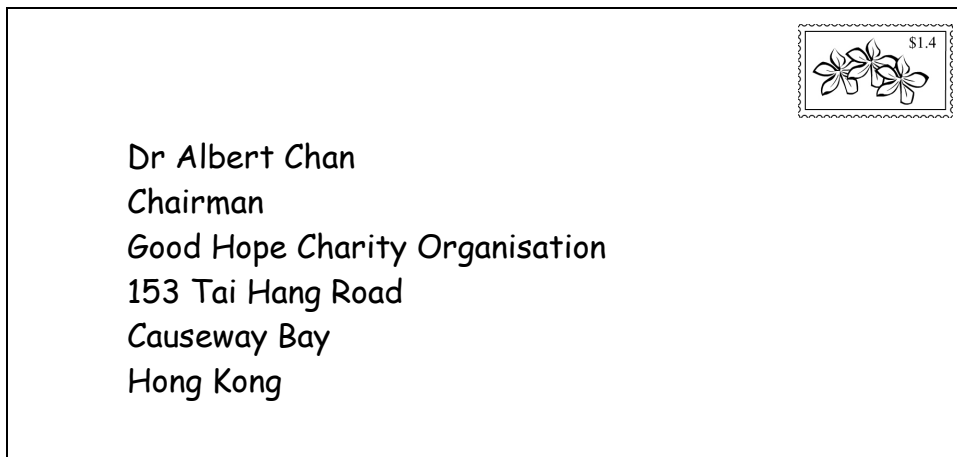 $1.4
Dr Albert Chan
Chairman
Good Hope Charity Organisation
153 Tai Hang Road
Causeway Bay
Hong Kong